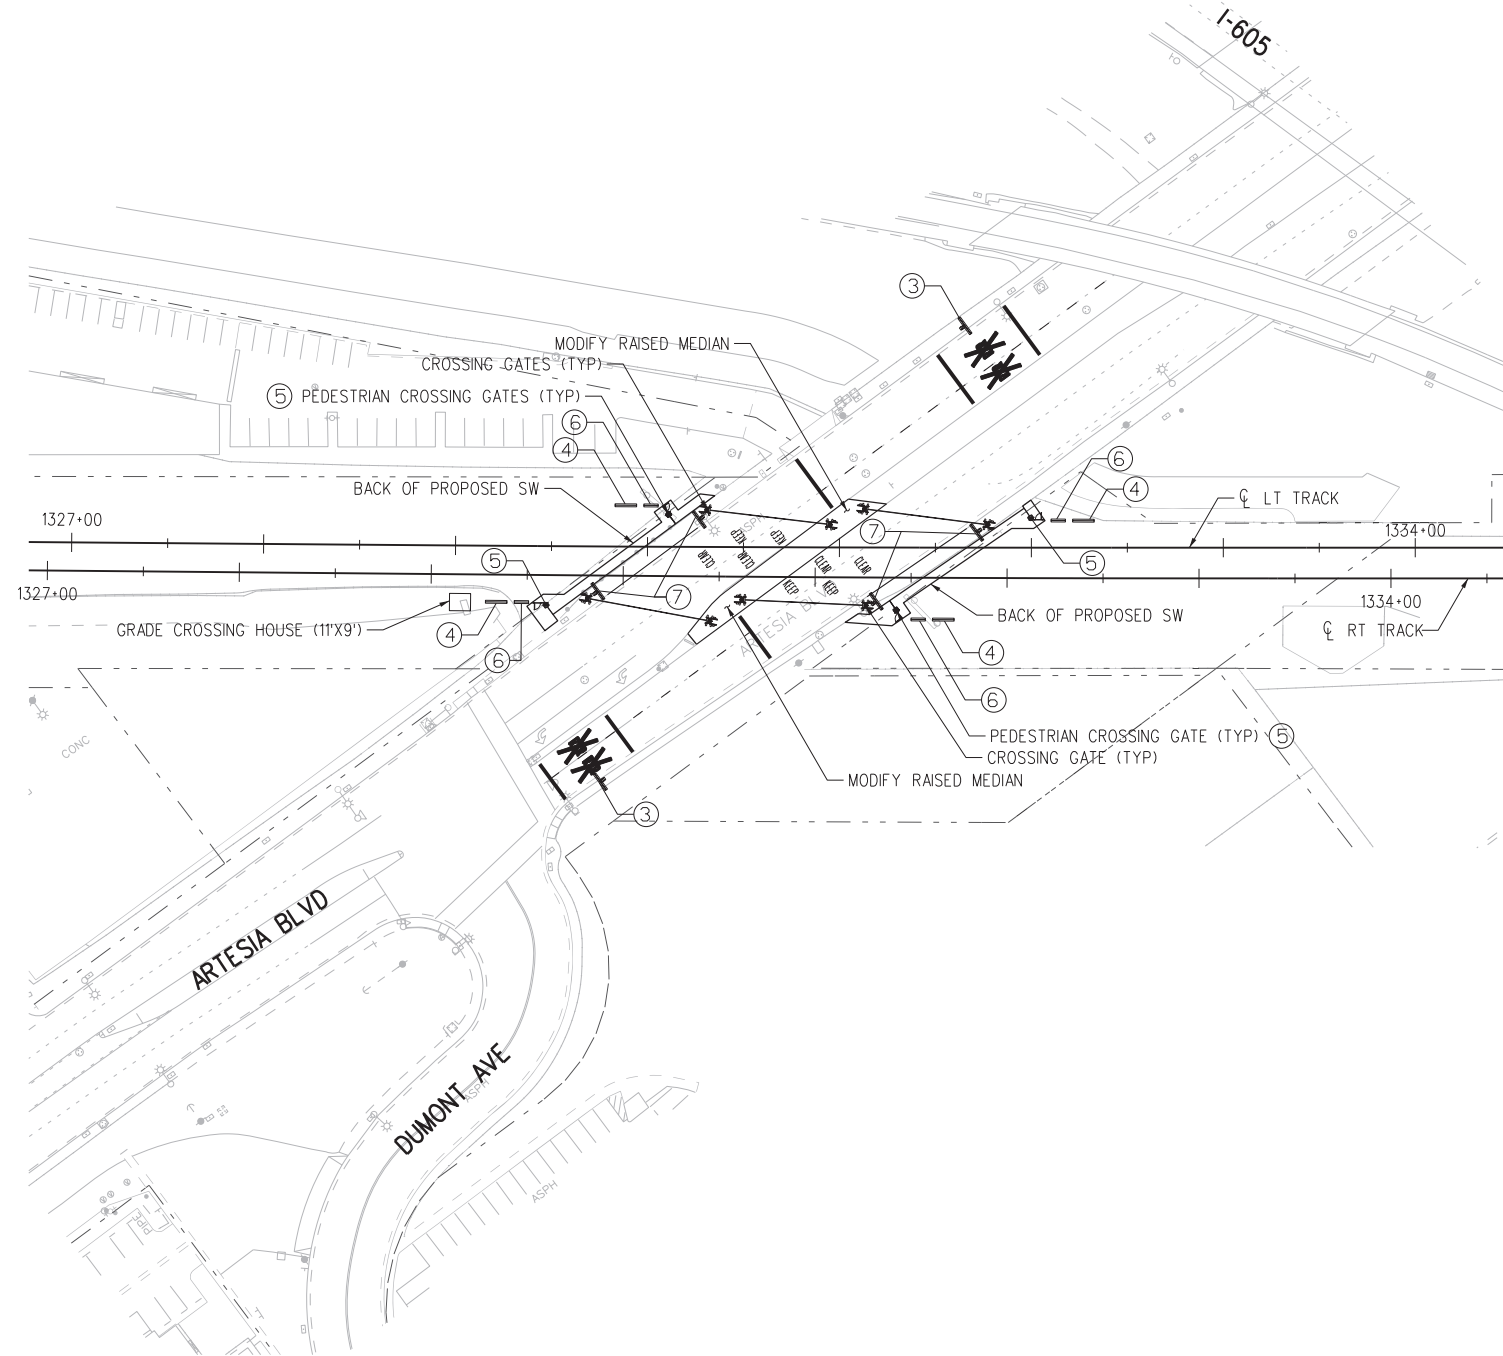 I-605
3
MODIFY RAISED MEDIAN
CROSSING GATES (TYP)
5 PEDESTRIAN CROSSING GATES (TYP)
6
4
BACK OF PROPOSED SW
6
4
℄ LT TRACK
1327+00
1334+00
ASPH
7
KEEP KEEP
CLEAR CLEAR
CLEAR CLEAR
KEEP KEEP
5
5
1327+00
7
1334+00
GRADE CROSSING HOUSE (11'X9')
4
6
ARTESIA BLVD
BACK OF PROPOSED SW
℄ RT TRACK
4
6
PEDESTRIAN CROSSING GATE (TYP) 5
CROSSING GATE (TYP)
MODIFY RAISED MEDIAN
CONC
3
ARTESIA BLVD
DUMONT AVE
ASPH
ASPH
PIPE